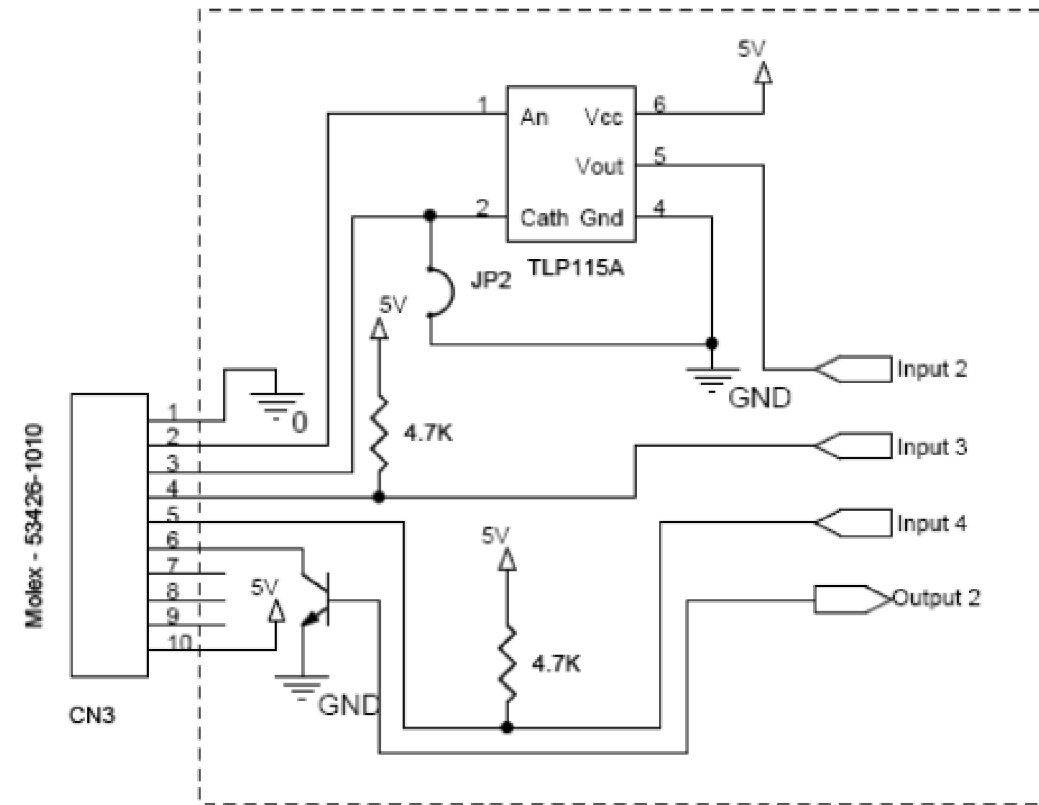 5V
1
An
Vcc
6
Vout
5
2
Cath
Gnd
4
TLP115A
JP2
5V
Input 2
GND
1
0
4.7K
2
Input 3
3
4
Molex - 53426-1010
5
Input 4
6
5V
7
5V
8
Output 2
9
10
4.7K
GND
CN3